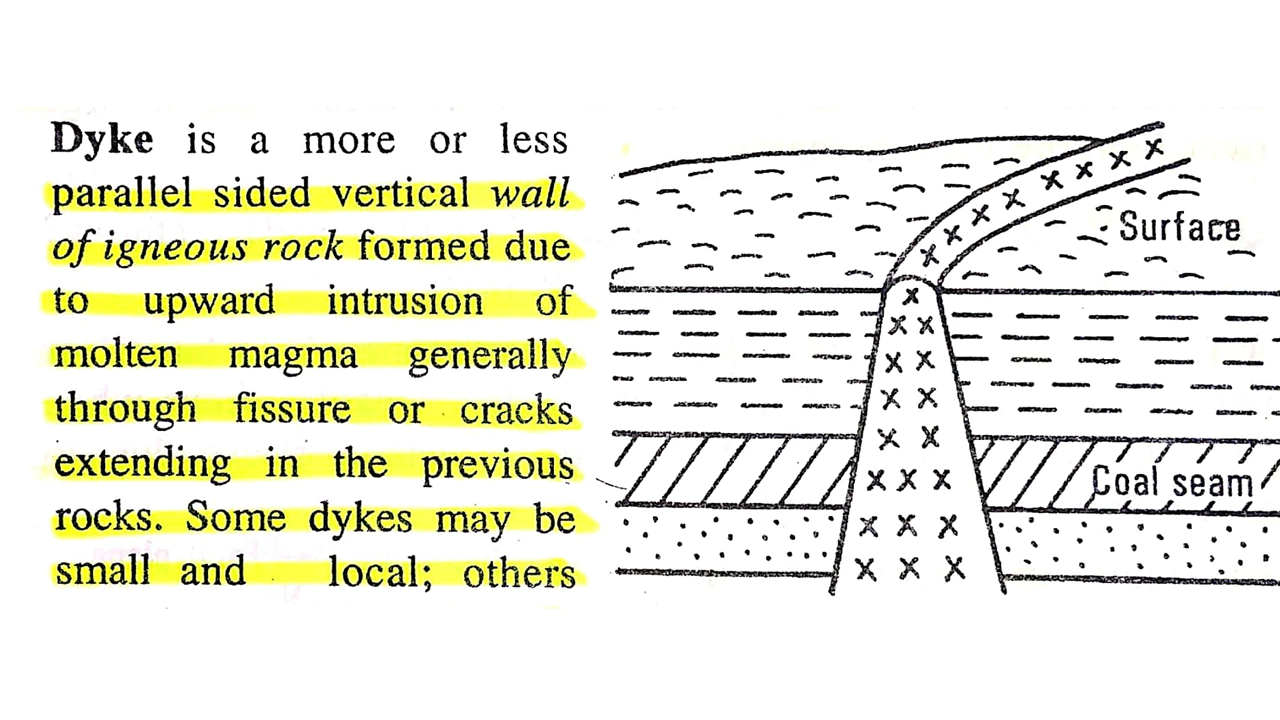 Dyke is a more or less
parallel sided vertical wall
of igneous rock formed due
to upward intrusion of
molten magma generally
through fissure or cracks
extending in the previous
rocks. Some dykes may be
small and local; others
Surface
Coal seam